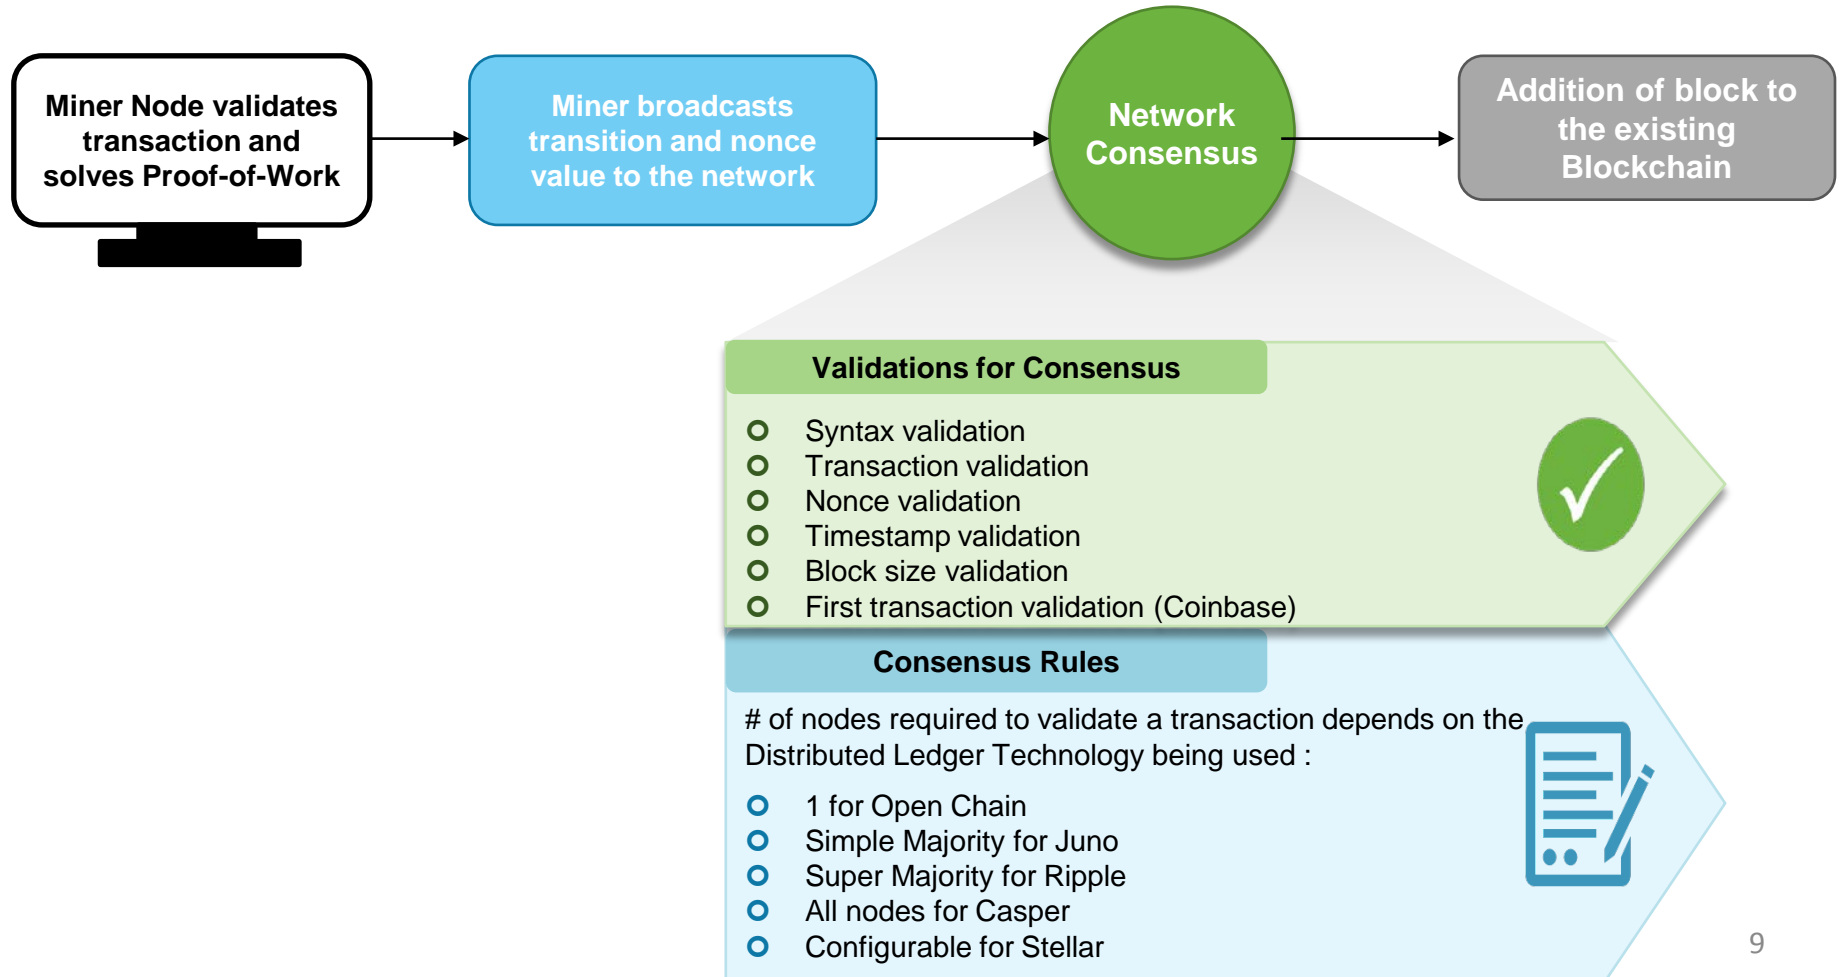 Miner Node validates
transaction and
solves Proof-of-Work
Miner broadcasts
transition and nonce
value to the network
Network
Consensus
Addition of block to
the existing
Blockchain
Validations for Consensus
Syntax validation
Transaction validation
Nonce validation
Timestamp validation
Block size validation
First transaction validation (Coinbase)
Consensus Rules
# of nodes required to validate a transaction depends on the
Distributed Ledger Technology being used :
1 for Open Chain
Simple Majority for Juno
Super Majority for Ripple
All nodes for Casper
Configurable for Stellar
9